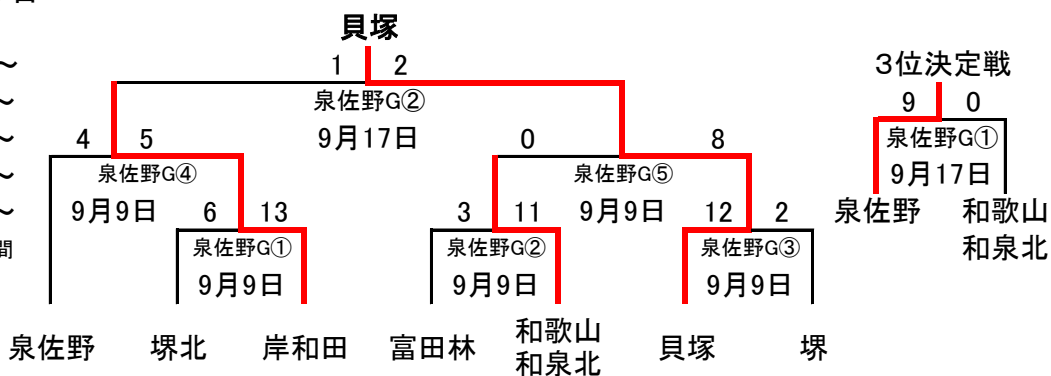 貝塚
～ 1 2 3位決定戦
～ 泉佐野G② 9 0
～ 4 5 9月17日 0 8 泉佐野G①
～ 泉佐野G④ 泉佐野G⑤ 9月17日
～ 9月9日 6 13 3 11 9月9日 12 2 泉佐野 和歌山
間 泉佐野G① 泉佐野G② 泉佐野G③ 和泉北
9月9日 9月9日 9月9日
泉佐野 堺北 岸和田 富田林 和歌山 貝塚 堺
和泉北